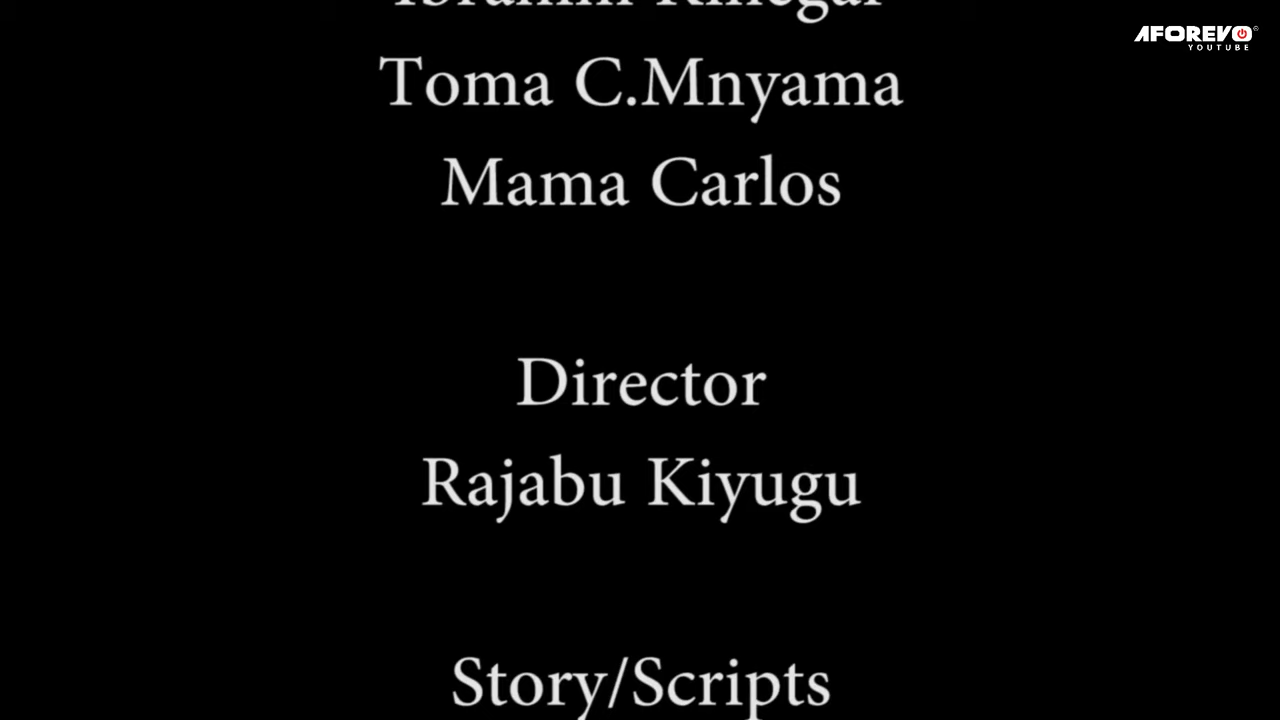 AFOREVO
YOUTUBE
Toma C.Mnyama
Mama Carlos
Director
Rajabu Kiyugu
Story/Scripts